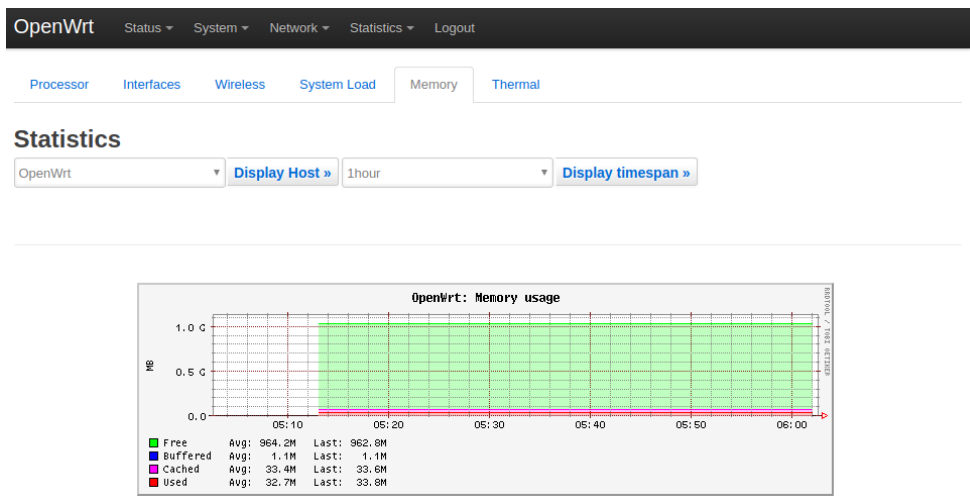 OpenWrt Status System Network Statistics Logout
Processor Interfaces Wireless System Load Memory Thermal
Statistics
OpenWrt Display Host » 1hour Display timespan »
OpenWrt: Memory usage
RRDTOOL / TOBI OETIKER
MB
1.0 G
0.5 G
0.0
05:10 05:20 05:30 05:40 05:50 06:00
Free Avg: 964.2M Last: 962.8M
Buffered Avg: 1.1M Last: 1.1M
Cached Avg: 33.4M Last: 33.6M
Used Avg: 32.7M Last: 33.8M